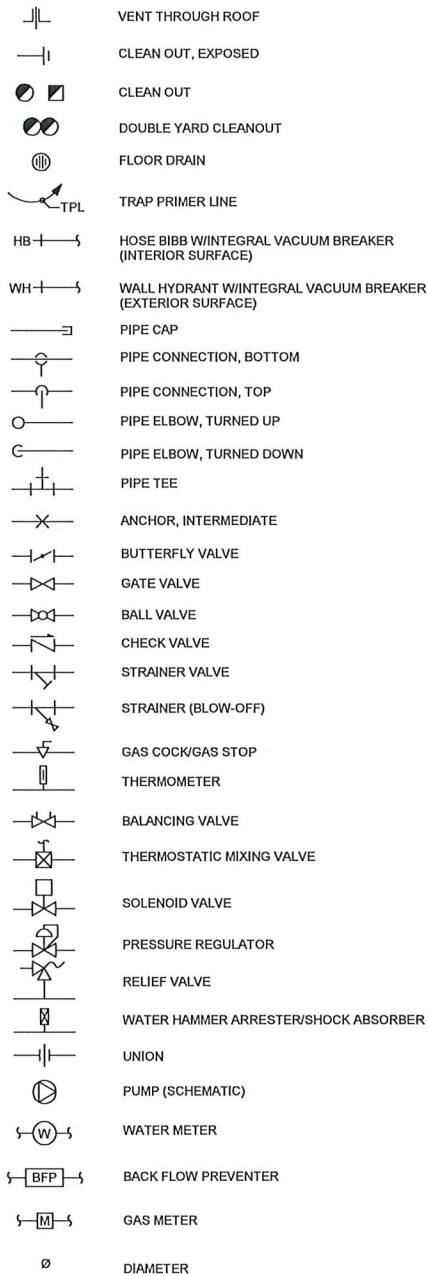 VENT THROUGH ROOF
CLEAN OUT, EXPOSED
CLEAN OUT
DOUBLE YARD CLEANOUT
FLOOR DRAIN
TPL TRAP PRIMER LINE
HB HOSE BIBB W/INTEGRAL VACUUM BREAKER
(INTERIOR SURFACE)
WH WALL HYDRANT W/INTEGRAL VACUUM BREAKER
(EXTERIOR SURFACE)
PIPE CAP
PIPE CONNECTION, BOTTOM
PIPE CONNECTION, TOP
PIPE ELBOW, TURNED UP
PIPE ELBOW, TURNED DOWN
PIPE TEE
ANCHOR, INTERMEDIATE
BUTTERFLY VALVE
GATE VALVE
BALL VALVE
CHECK VALVE
STRAINER VALVE
STRAINER (BLOW-OFF)
GAS COCK/GAS STOP
THERMOMETER
BALANCING VALVE
THERMOSTATIC MIXING VALVE
SOLENOID VALVE
PRESSURE REGULATOR
RELIEF VALVE
WATER HAMMER ARRESTER/SHOCK ABSORBER
UNION
PUMP (SCHEMATIC)
W WATER METER
BFP BACK FLOW PREVENTER
M GAS METER
Ø DIAMETER